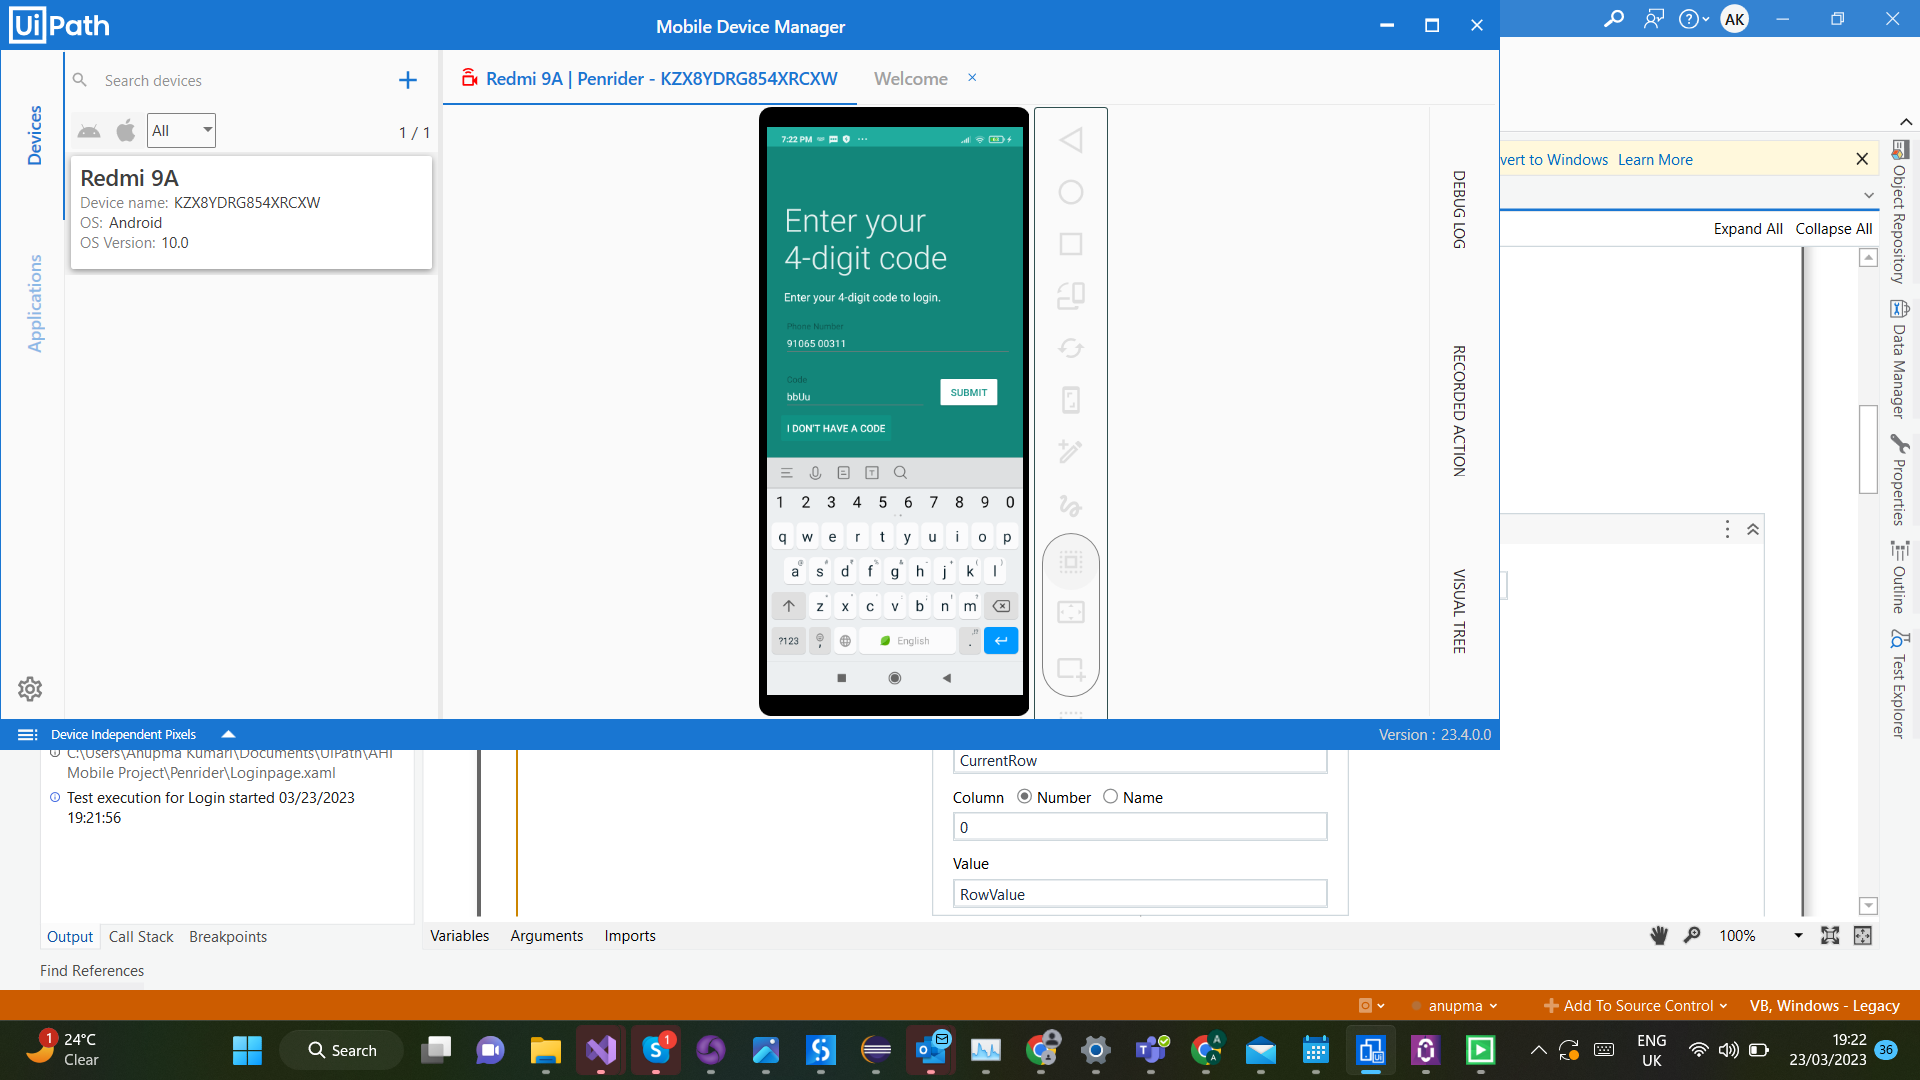 UiPath
Mobile Device Manager
AK
Devices
Applications
Search devices
All
1 / 1
Redmi 9A
Device name: KZX8YDRG854XRCXW
OS: Android
OS Version: 10.0
Redmi 9A | Penrider - KZX8YDRG854XRCXW
Welcome
7:22 PM
Enter your
4-digit code
Enter your 4-digit code to login.
Phone Number
91065 00311
Code
bbUu
SUBMIT
I DON'T HAVE A CODE
1 2 3 4 5 6 7 8 9 0
q w e r t y u i o p
a s d f g h j k l
z x c v b n m
?123
English
DEBUG LOG
RECORDED ACTION
VISUAL TREE
vert to Windows Learn More
Expand All Collapse All
Object Repository
Data Manager
Properties
Outline
Test Explorer
Device Independent Pixels
Version : 23.4.0.0
C:\Users\Anupma Kumari\Documents\UiPath\AHI
Mobile Project\Penrider\Loginpage.xaml
Test execution for Login started 03/23/2023
19:21:56
CurrentRow
Column Number Name
0
Value
RowValue
Output Call Stack Breakpoints
Variables Arguments Imports
100%
Find References
anupma
Add To Source Control
VB, Windows - Legacy
1
24°C
Clear
Search
1
ENG
UK
19:22
23/03/2023
36